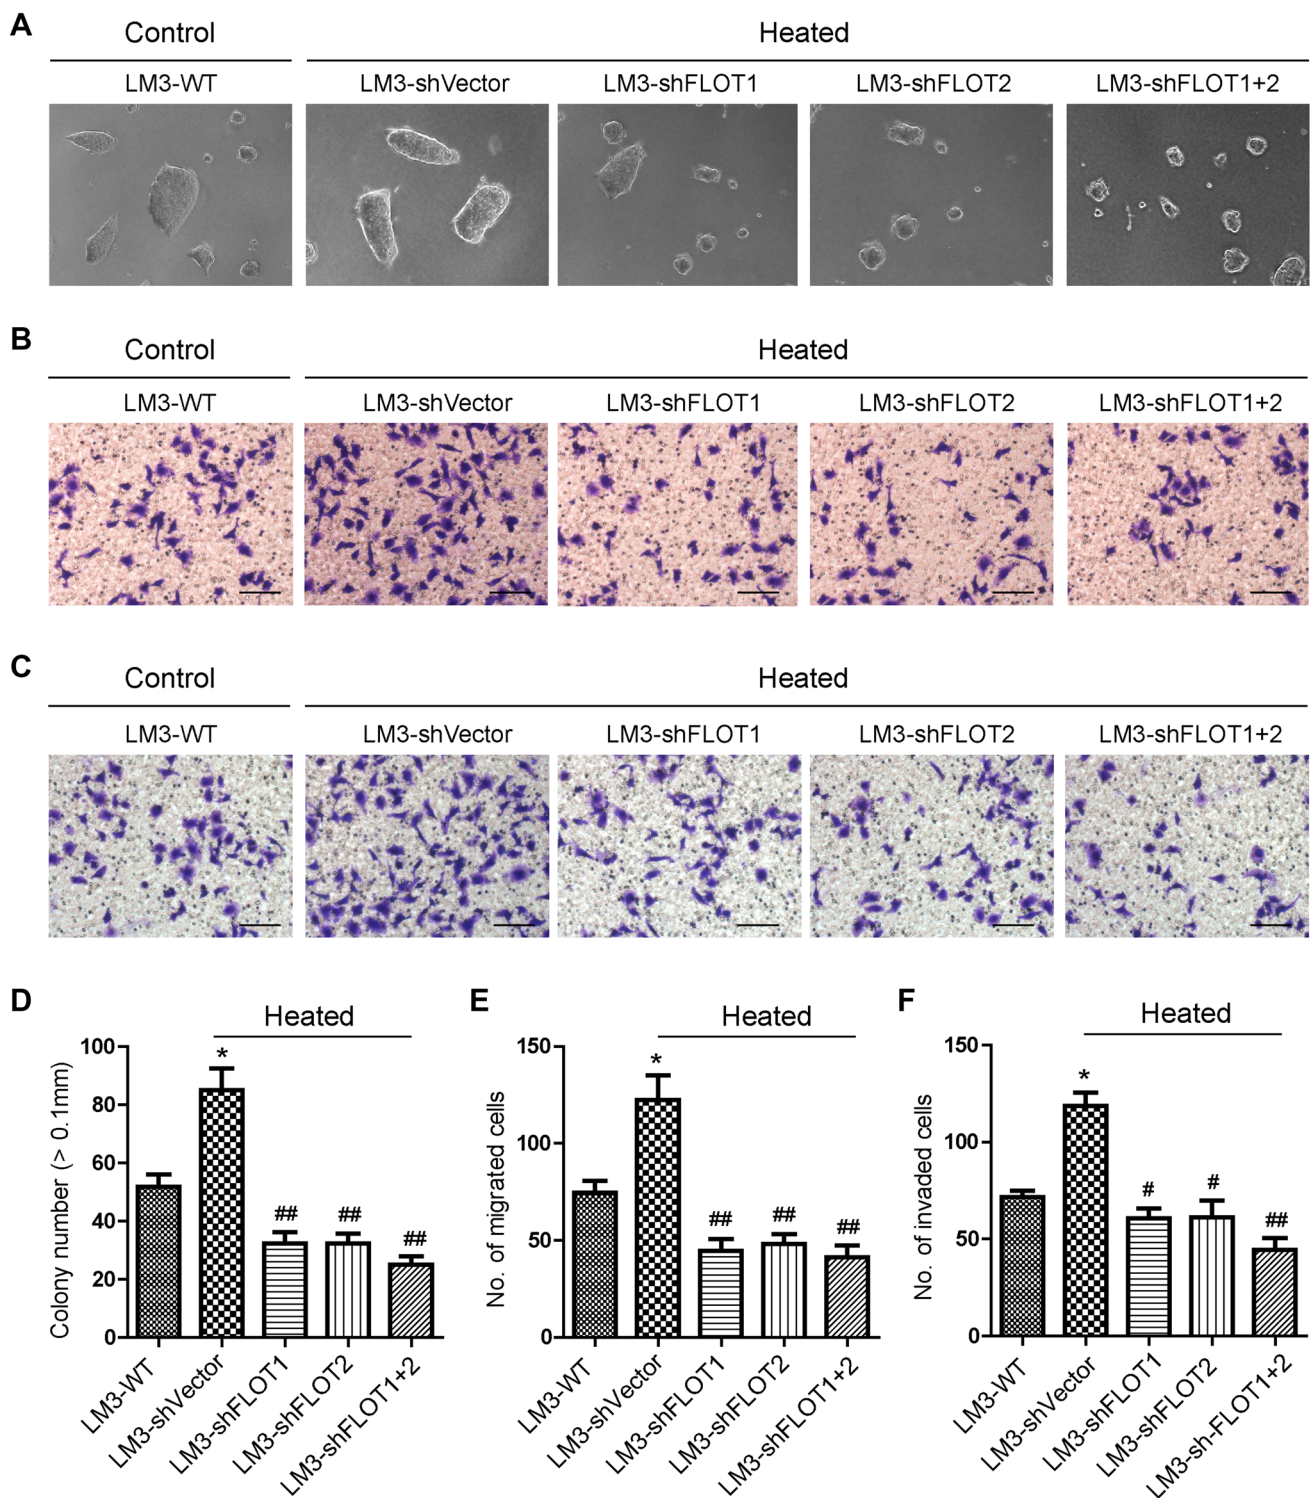 A
Control Heated
LM3-WT LM3-shVector LM3-shFLOT1 LM3-shFLOT2 LM3-shFLOT1+2
B
Control Heated
LM3-WT LM3-shVector LM3-shFLOT1 LM3-shFLOT2 LM3-shFLOT1+2
C
Control Heated
LM3-WT LM3-shVector LM3-shFLOT1 LM3-shFLOT2 LM3-shFLOT1+2
D
Heated
Colony number (> 0.1mm)
100
80
60
40
20
0
*
##
##
##
LM3-WT
LM3-shVector
LM3-shFLOT1
LM3-shFLOT2
LM3-shFLOT1+2
E
Heated
No. of migrated cells
150
100
50
0
*
##
##
##
LM3-WT
LM3-shVector
LM3-shFLOT1
LM3-shFLOT2
LM3-shFLOT1+2
F
Heated
No. of invaded cells
150
100
50
0
*
#
#
##
LM3-WT
LM3-shVector
LM3-shFLOT1
LM3-shFLOT2
LM3-sh-FLOT1+2